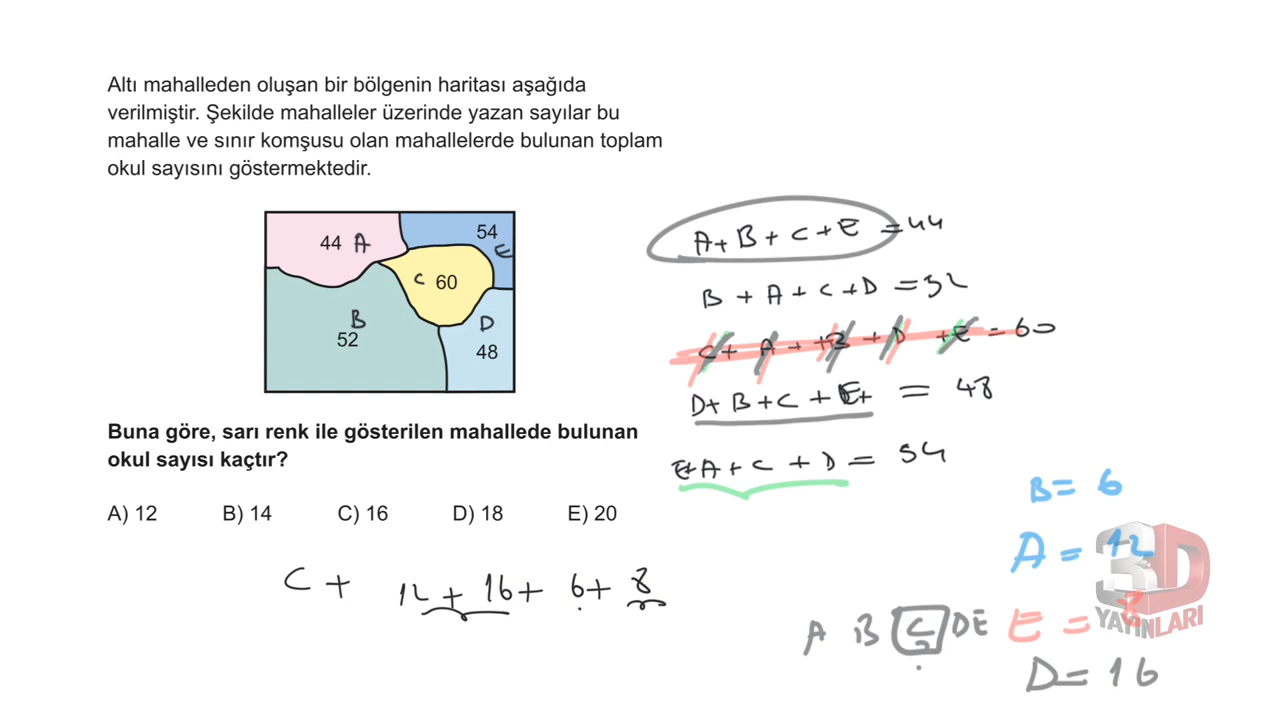 Altı mahalleden oluşan bir bölgenin haritası aşağıda
verilmiştir. Şekilde mahalleler üzerinde yazan sayılar bu
mahalle ve sınır komşusu olan mahallelerde bulunan toplam
okul sayısını göstermektedir.
44 A
54
E
C 60
B
52
D
48
Buna göre, sarı renk ile gösterilen mahallede bulunan
okul sayısı kaçtır?
A) 12 B) 14 C) 16 D) 18 E) 20
C + 12 + 16 + 6 + 8
A+ B + C + E = 44
B + A + C + D = 52
C + A + + B + D + E = 60
D+ B + C + E+ = 48
E+A + C + D = 54
B = 6
A = 12
E = 8
D = 16
A B C DE
?
3D
YAYINLARI